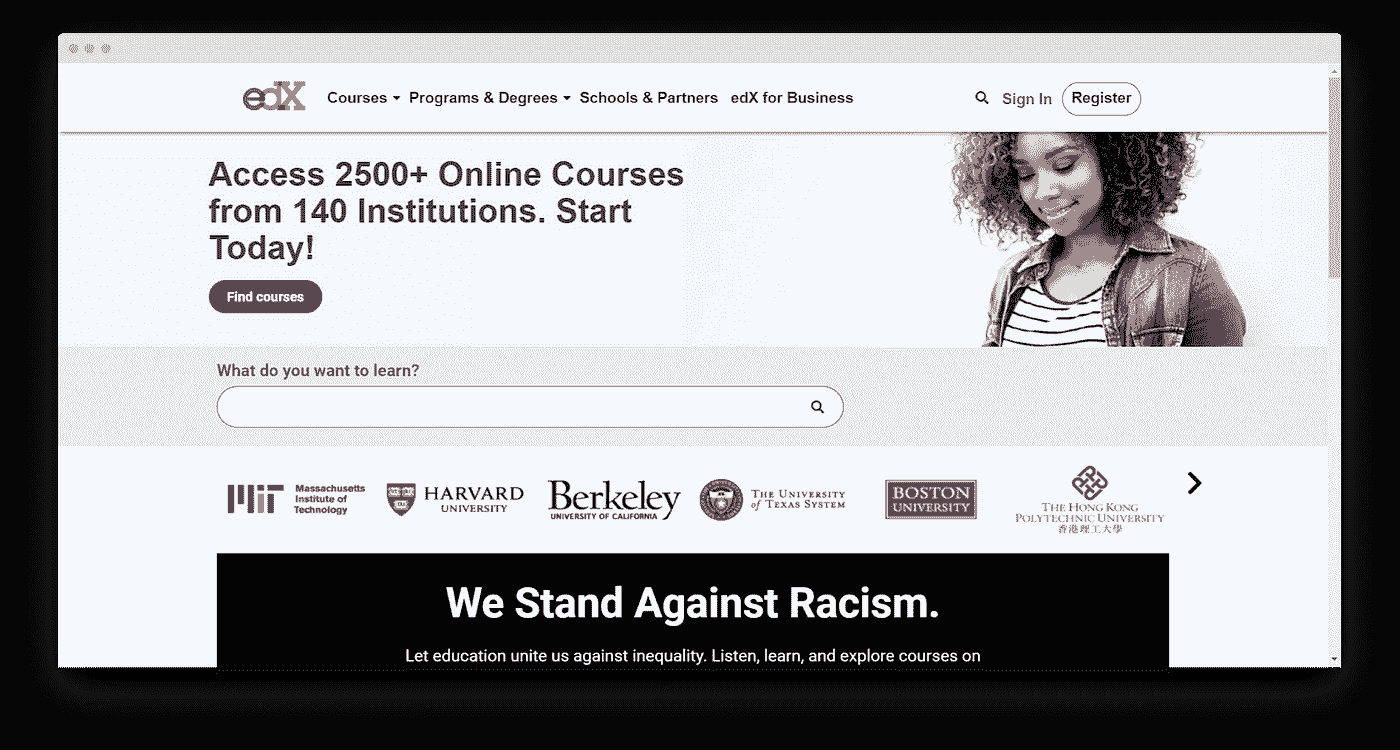 edX
Courses
Programs & Degrees
Schools & Partners
edX for Business
Sign In
Register
Access 2500+ Online Courses
from 140 Institutions. Start
Today!
Find courses
What do you want to learn?
MIT
Massachusetts
Institute of
Technology
HARVARD
UNIVERSITY
Berkeley
UNIVERSITY OF CALIFORNIA
THE UNIVERSITY
of TEXAS SYSTEM
BOSTON
UNIVERSITY
THE HONG KONG
POLYTECHNIC UNIVERSITY
香港理工大學
We Stand Against Racism.
Let education unite us against inequality. Listen, learn, and explore courses on